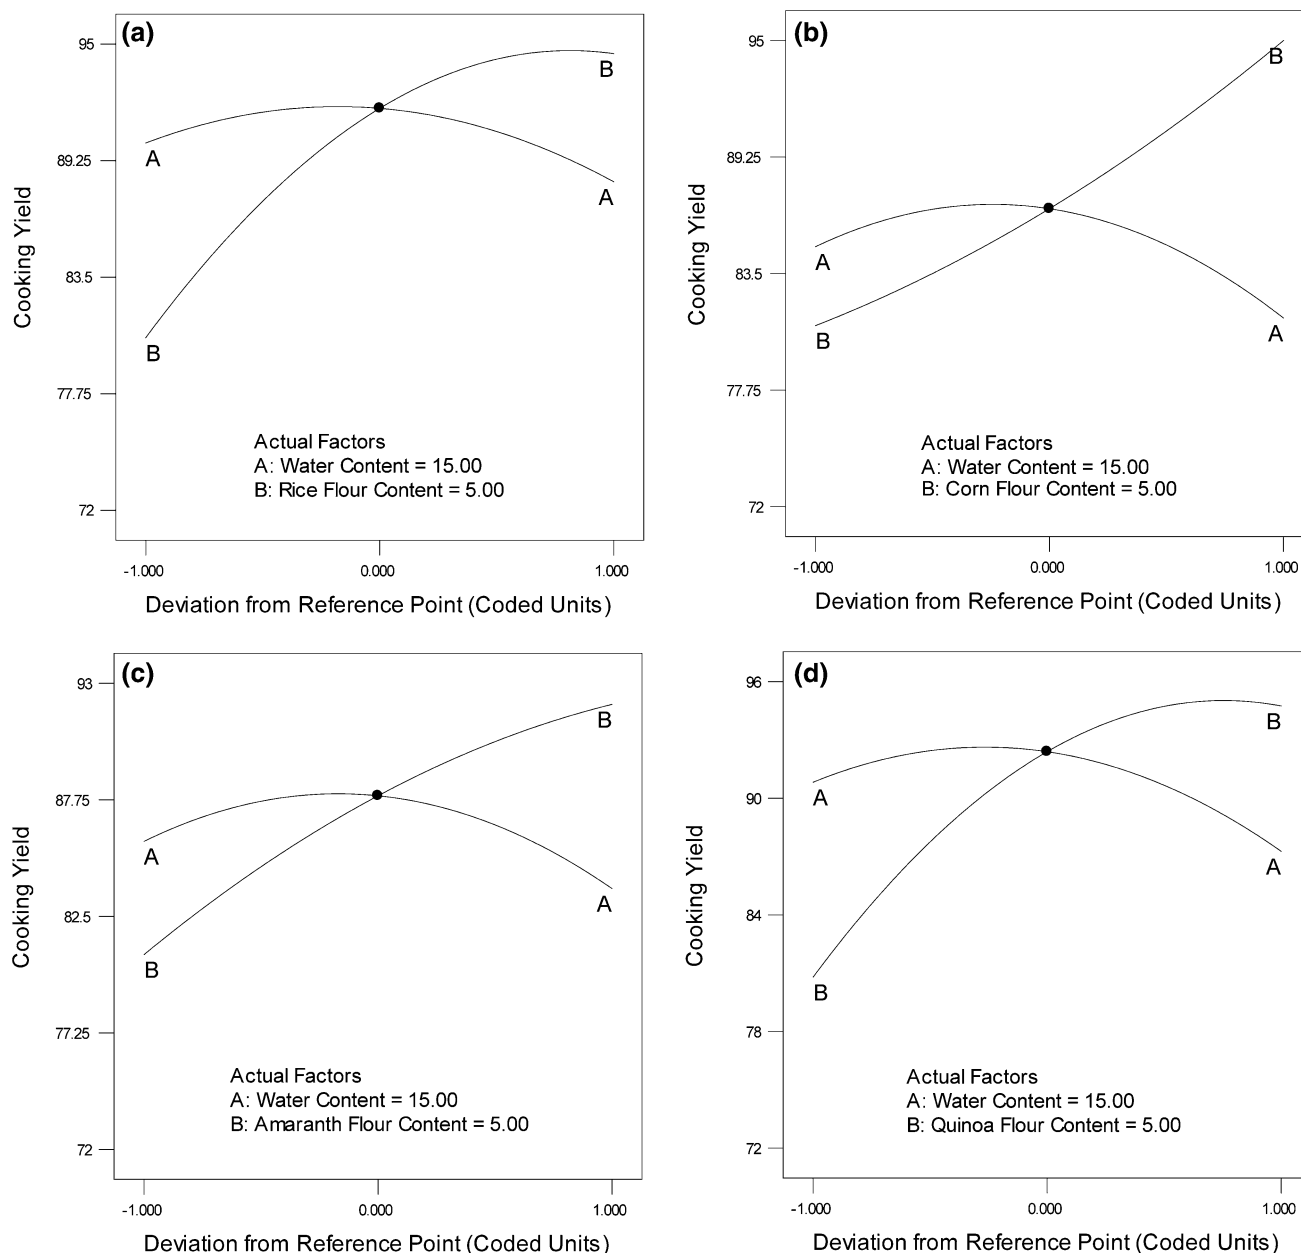 (a)
95
89.25
83.5
77.75
72
Cooking Yield
A
B
B
A
Actual Factors
A: Water Content = 15.00
B: Rice Flour Content = 5.00
-1.000
0.000
1.000
Deviation from Reference Point (Coded Units)
(b)
95
89.25
83.5
77.75
72
Cooking Yield
A
B
B
A
Actual Factors
A: Water Content = 15.00
B: Corn Flour Content = 5.00
-1.000
0.000
1.000
Deviation from Reference Point (Coded Units)
(c)
93
87.75
82.5
77.25
72
Cooking Yield
A
B
B
A
Actual Factors
A: Water Content = 15.00
B: Amaranth Flour Content = 5.00
-1.000
0.000
1.000
Deviation from Reference Point (Coded Units)
(d)
96
90
84
78
72
Cooking Yield
A
B
B
A
Actual Factors
A: Water Content = 15.00
B: Quinoa Flour Content = 5.00
-1.000
0.000
1.000
Deviation from Reference Point (Coded Units)